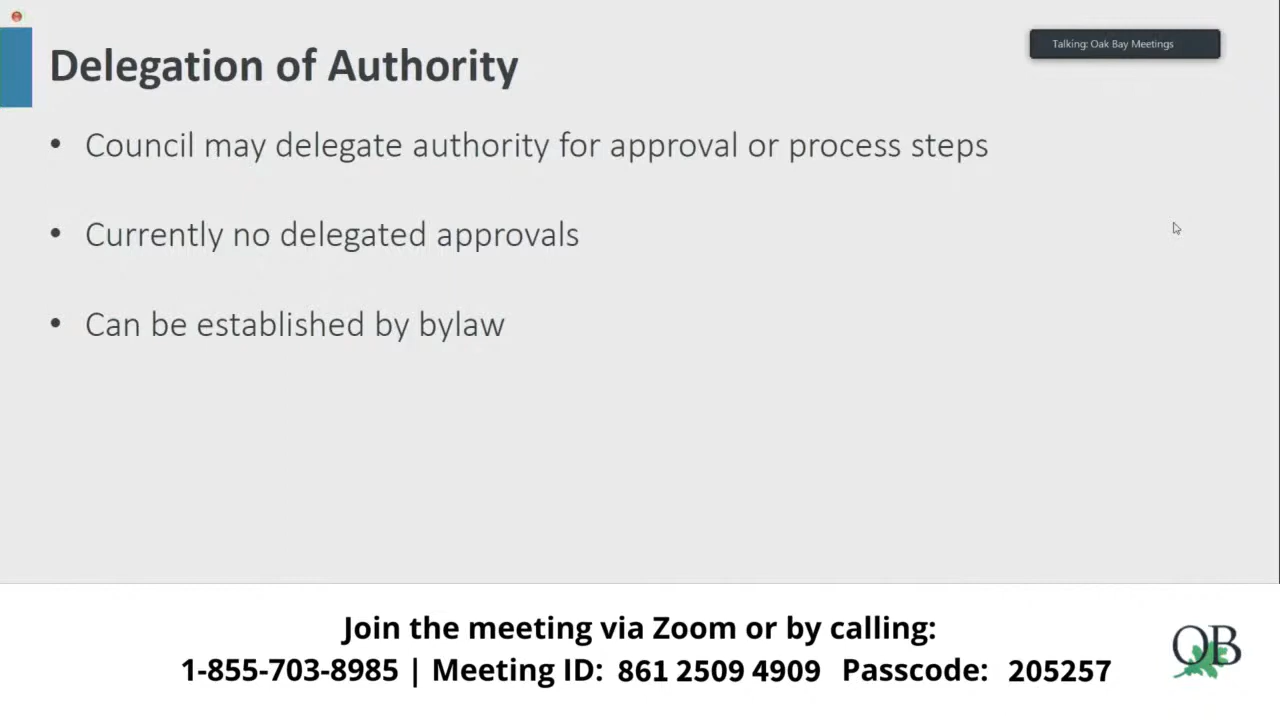 Delegation of Authority
Talking: Oak Bay Meetings
• Council may delegate authority for approval or process steps
• Currently no delegated approvals
• Can be established by bylaw
Join the meeting via Zoom or by calling:
1-855-703-8985 | Meeting ID: 861 2509 4909 Passcode: 205257
OB